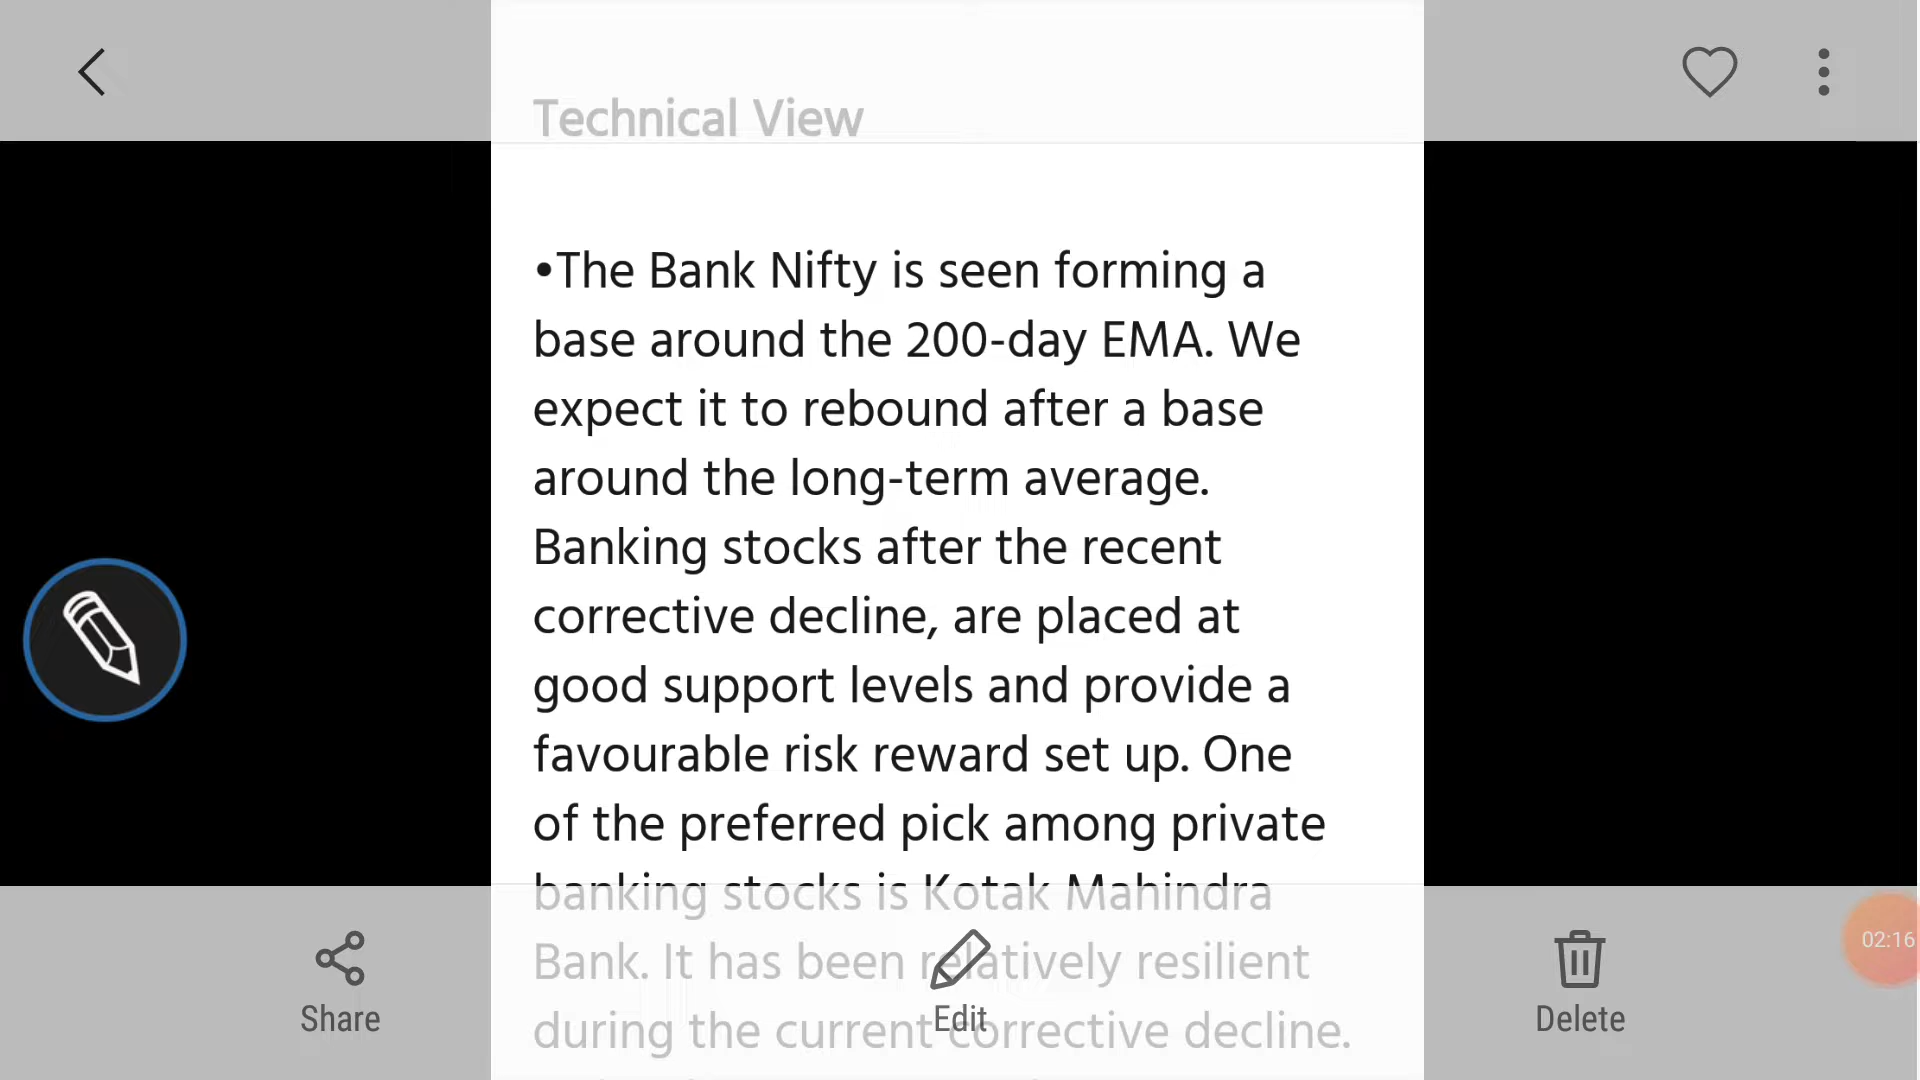 Technical View
•The Bank Nifty is seen forming a
base around the 200-day EMA. We
expect it to rebound after a base
around the long-term average.
Banking stocks after the recent
corrective decline, are placed at
good support levels and provide a
favourable risk reward set up. One
of the preferred pick among private
banking stocks is Kotak Mahindra
Bank. It has been relatively resilient
during the current corrective decline.
02:16
Share
Edit
Delete